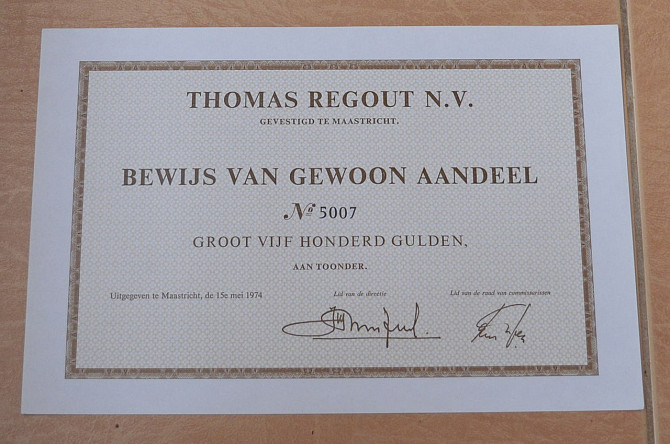 THOMAS REGOUT N.V.
GEVESTIGD TE MAASTRICHT.
BEWIJS VAN GEWOON AANDEEL
Nº 5007
GROOT VIJF HONDERD GULDEN,
AAN TOONDER.
Uitgegeven te Maastricht, de 15e mei 1974
Lid van de directie
Lid van de raad van commissarissen